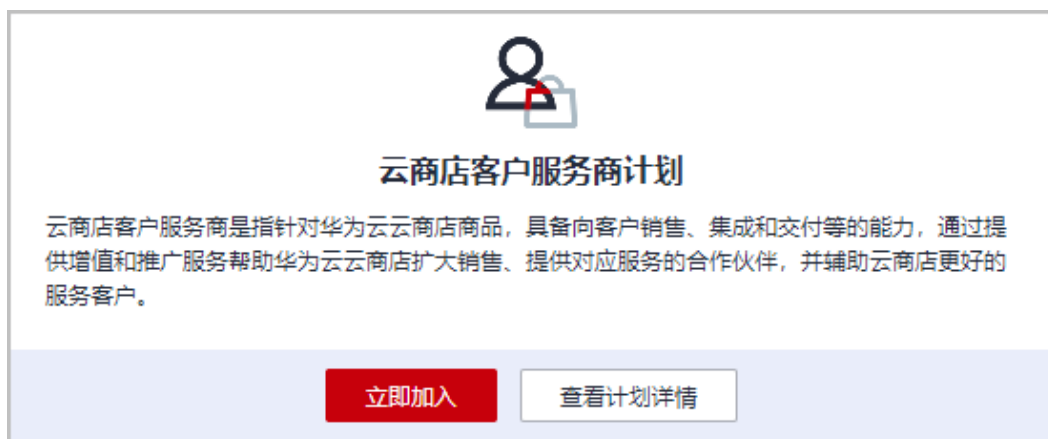 云商店客户服务商计划
云商店客户服务商是指针对华为云云商店商品，具备向客户销售、集成和交付等的能力，通过提
供增值和推广服务帮助华为云云商店扩大销售、提供对应服务的合作伙伴，并辅助云商店更好的
服务客户。
立即加入
查看计划详情